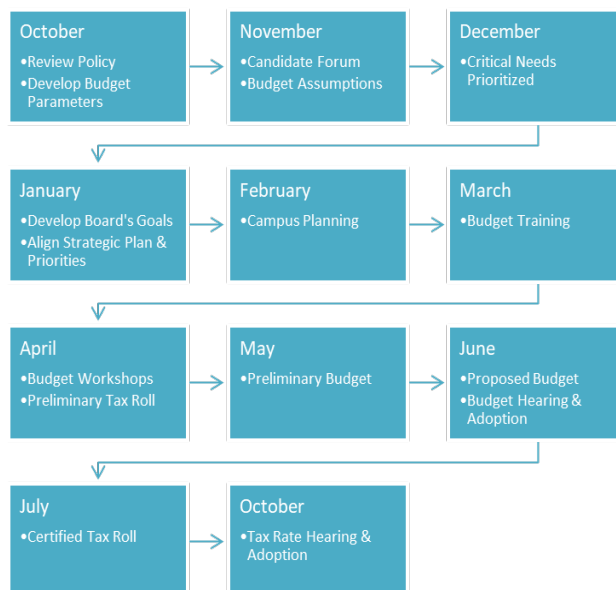 October
•Review Policy
•Develop Budget
Parameters
November
•Candidate Forum
•Budget Assumptions
December
•Critical Needs
Prioritized
January
•Develop Board's Goals
•Align Strategic Plan &
Priorities
February
•Campus Planning
March
•Budget Training
April
•Budget Workshops
•Preliminary Tax Roll
May
•Preliminary Budget
June
•Proposed Budget
•Budget Hearing &
Adoption
July
•Certified Tax Roll
October
•Tax Rate Hearing &
Adoption